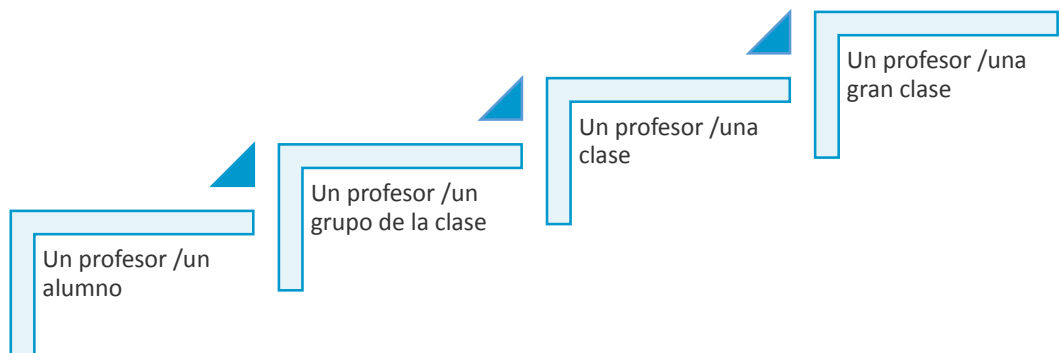 Un profesor /un
alumno
Un profesor /un
grupo de la clase
Un profesor /una
clase
Un profesor /una
gran clase